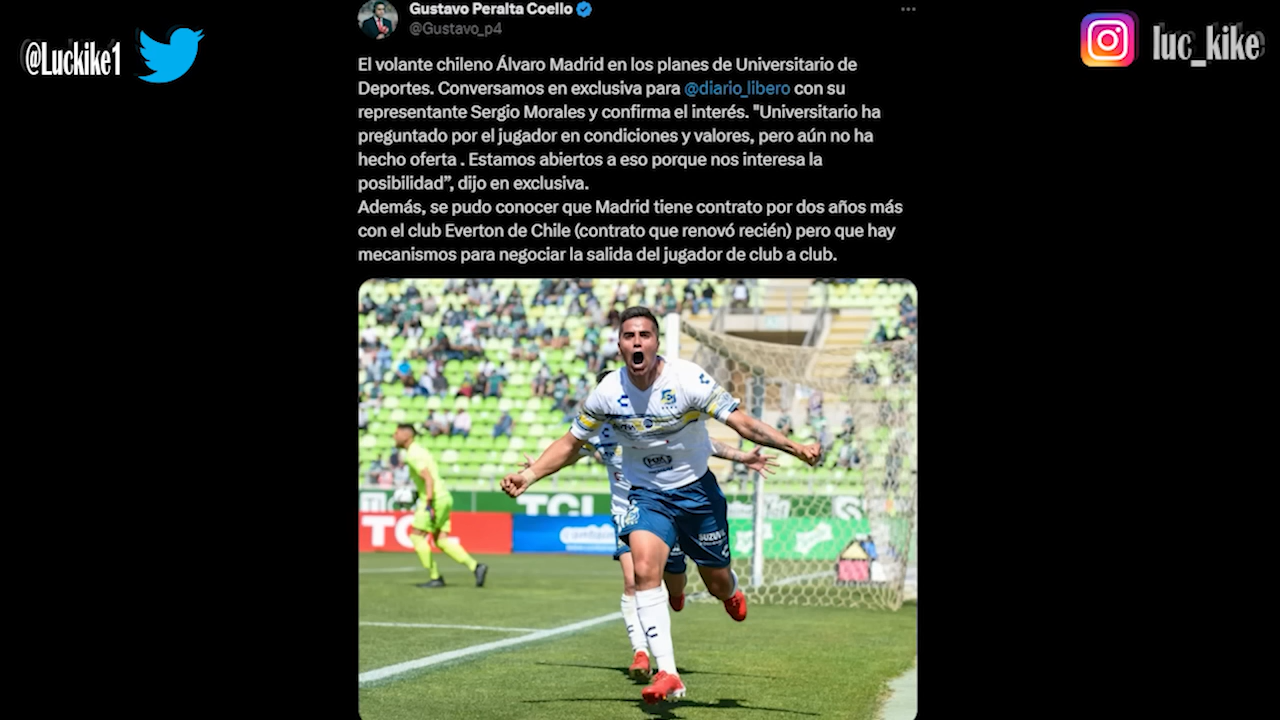 Gustavo Peralta Coello
@Gustavo_p4
@Luckike1
luc_kike
El volante chileno Álvaro Madrid en los planes de Universitario de
Deportes. Conversamos en exclusiva para @diario_libero con su
representante Sergio Morales y confirma el interés. "Universitario ha
preguntado por el jugador en condiciones y valores, pero aún no ha
hecho oferta . Estamos abiertos a eso porque nos interesa la
posibilidad”, dijo en exclusiva.
Además, se pudo conocer que Madrid tiene contrato por dos años más
con el club Everton de Chile (contrato que renovó recién) pero que hay
mecanismos para negociar la salida del jugador de club a club.
TCL
TCL
SUZUKI